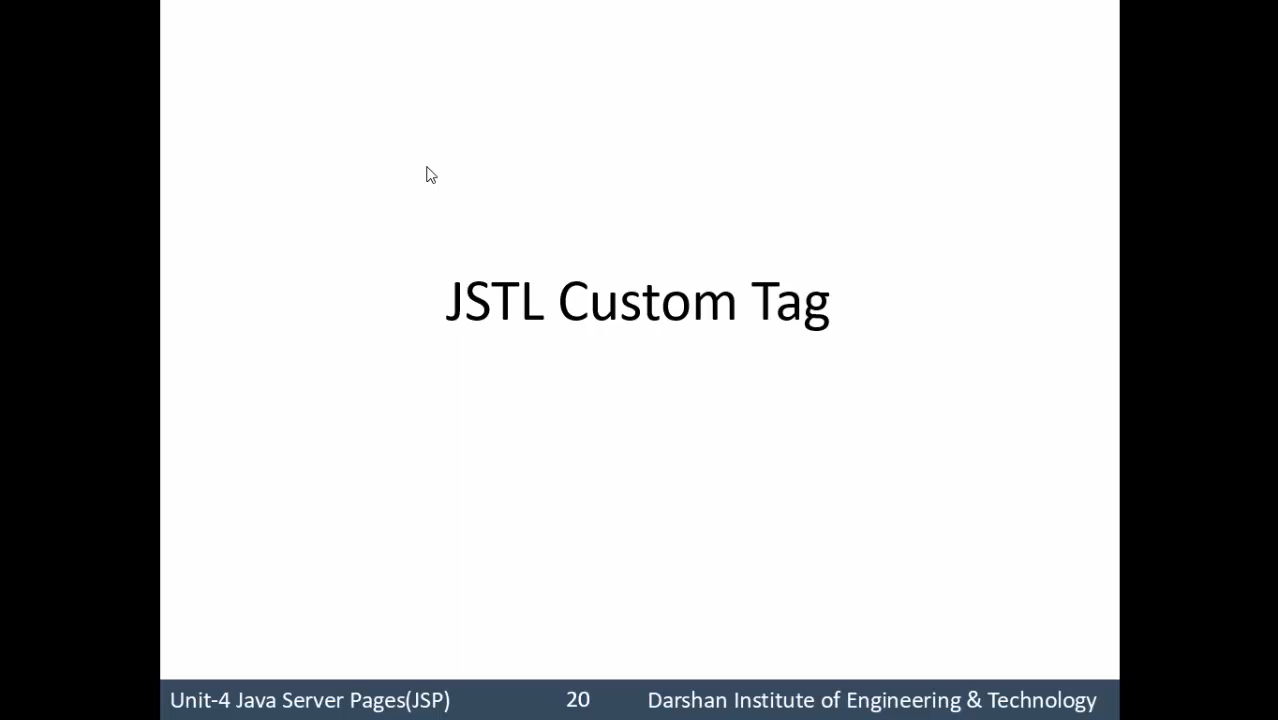 JSTL Custom Tag
Unit-4 Java Server Pages(JSP) 20 Darshan Institute of Engineering & Technology